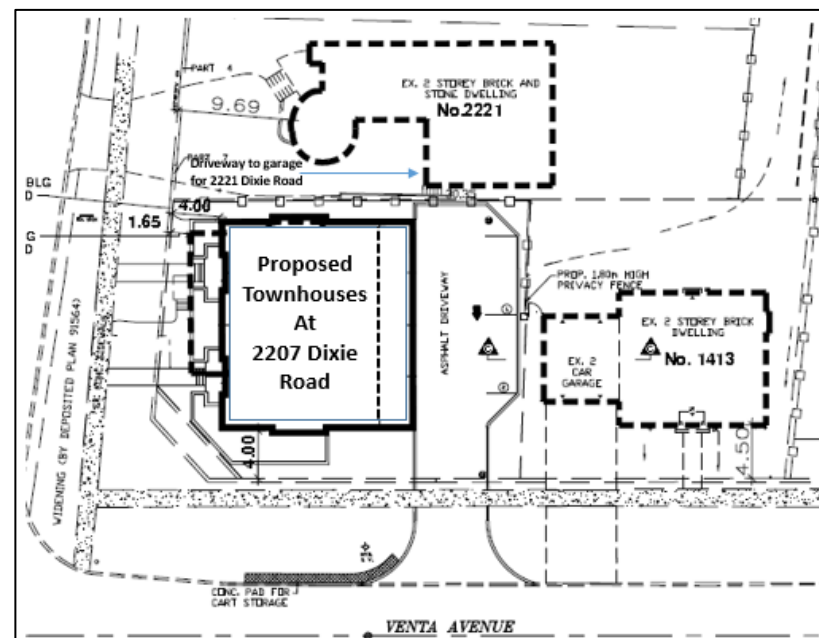 PART 4
EX. 2 STOREY BRICK AND
STONE DWELLING
No.2221
9.69
PART
Driveway to garage
for 2221 Dixie Road
BLG
D
4.00
1.65
G
D
Proposed
Townhouses
At
2207 Dixie
Road
ASPHALT DRIVEWAY
PROP. 1.80m HIGH
PRIVACY FENCE
EX. 2 STOREY BRICK
DWELLING
No. 1413
EX. 2
CAR
GARAGE
WIDENING (BY DEPOSITED PLAN 91564)
4.00
4.50
CONC. PAD FOR
CART STORAGE
VENTA AVENUE